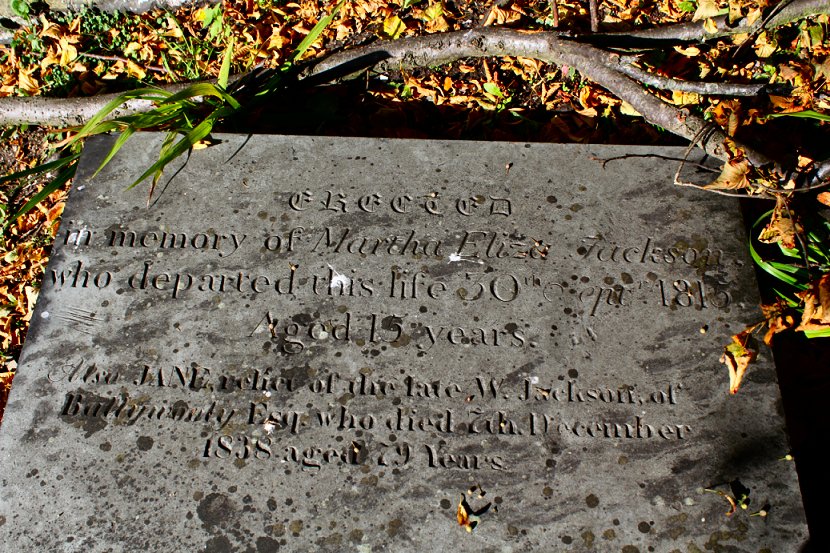 ERECTED
in memory of Martha Eliza Jackson
who departed this life 30th Sept. 1815
Aged 15 years.
Also JANE, relict of the late W. Jackson, of
Esq. who died 7th. December
1838 aged 79 Years